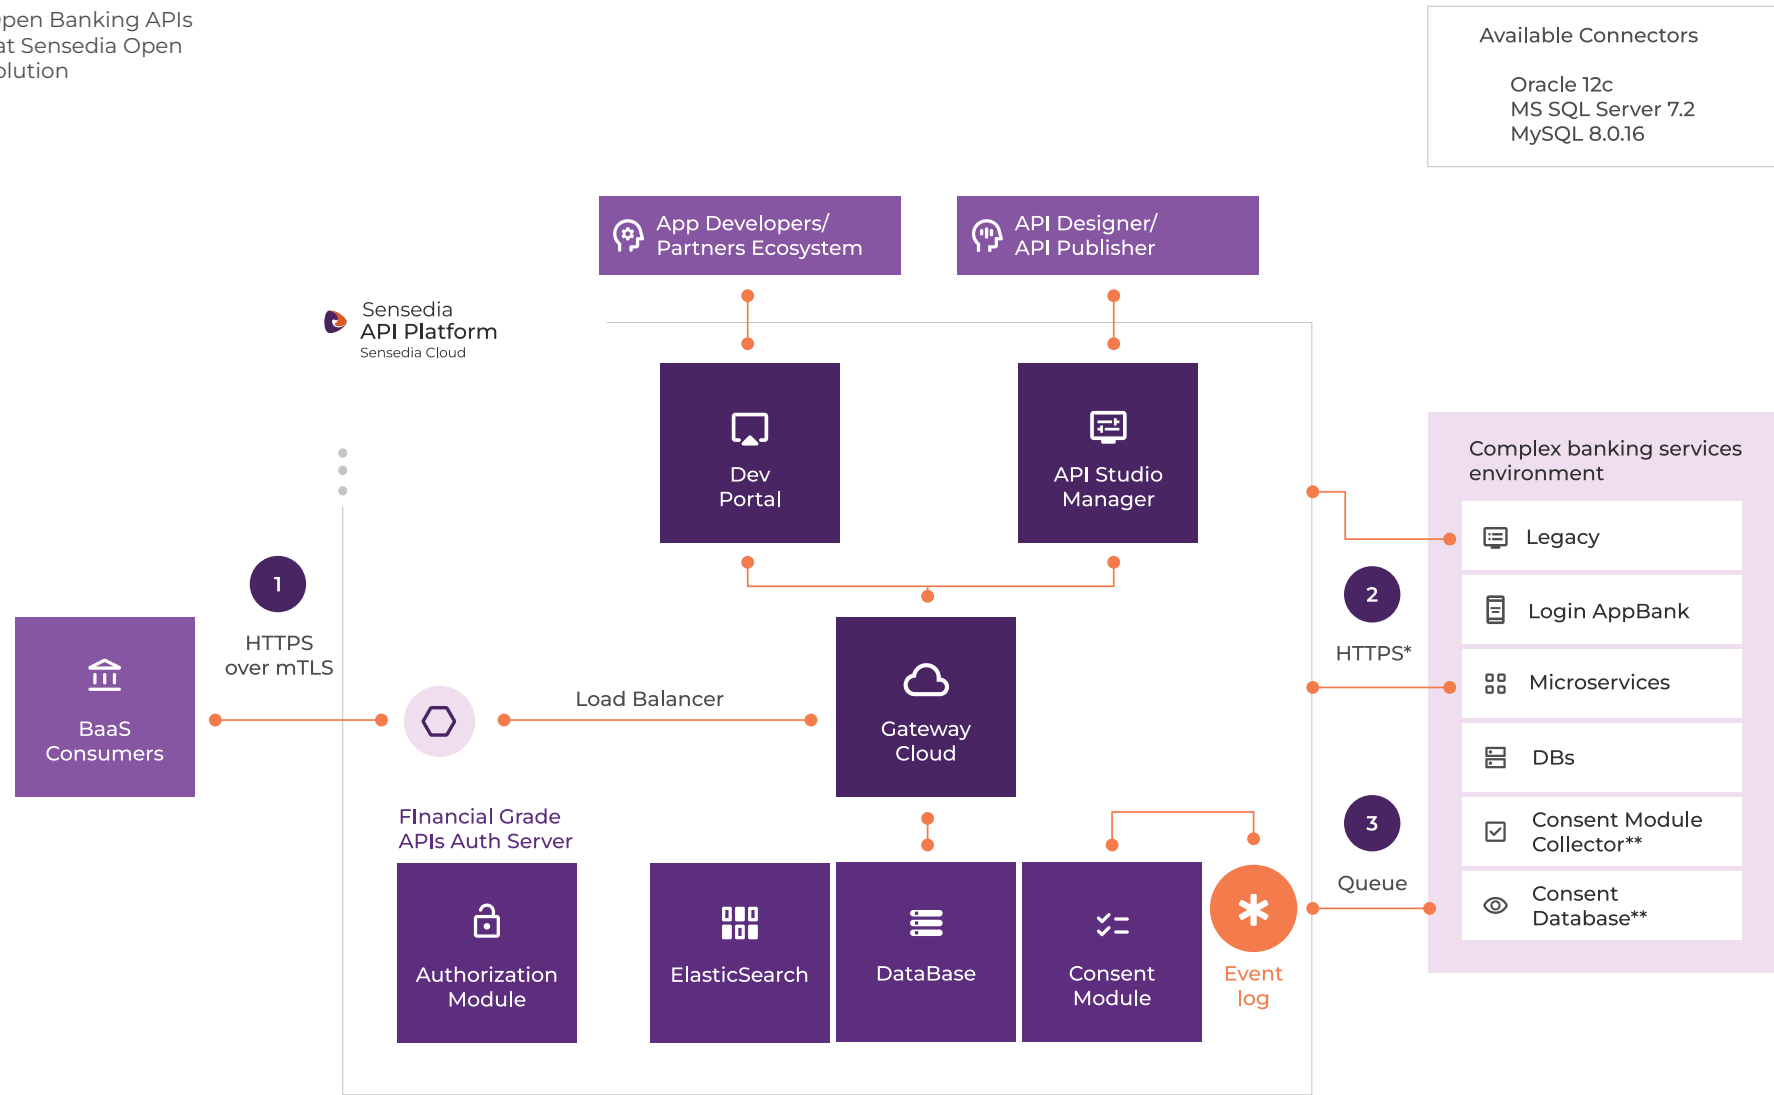 pen Banking APIs
at Sensedia Open
olution
Available Connectors
Oracle 12c
MS SQL Server 7.2
MySQL 8.0.16
App Developers/
Partners Ecosystem
API Designer/
API Publisher
Sensedia
API Platform
Sensedia Cloud
Dev
Portal
API Studio
Manager
Complex banking services
environment
Legacy
Login AppBank
Microservices
DBs
Consent Module
Collector**
Consent
Database**
1
HTTPS
over mTLS
2
HTTPS*
3
Queue
BaaS
Consumers
Load Balancer
Gateway
Cloud
FInancial Grade
APIs Auth Server
Authorization
Module
ElasticSearch
DataBase
Consent
Module
Event
log